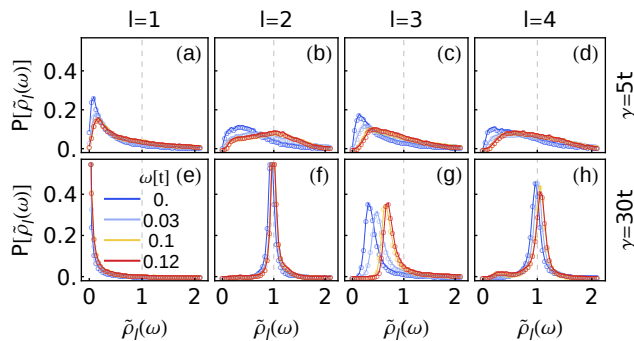 l=1 l=2 l=3 l=4
P[ρ̃_l(ω)] 0.4 0.2 0. (a) (b) (c) (d) γ=5t
P[ρ̃_l(ω)] 0.4 0.2 0. (e) (f) (g) (h) γ=30t
ω[t]
0.
0.03
0.1
0.12
0 1 2 0 1 2 0 1 2 0 1 2
ρ̃_l(ω) ρ̃_l(ω) ρ̃_l(ω) ρ̃_l(ω)